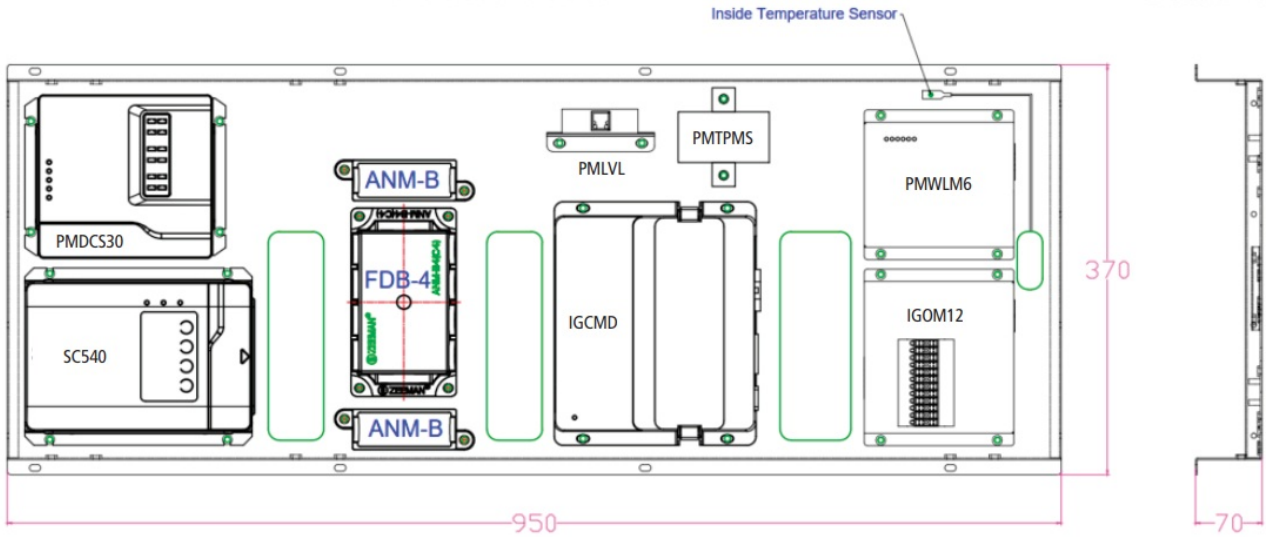 Inside Temperature Sensor
PMTPMS
ANM-B
PMLVL
PMWLM6
PMDCS30
FDB-4
370
IGCMD
IGOM12
SC540
ANM-B
950
70